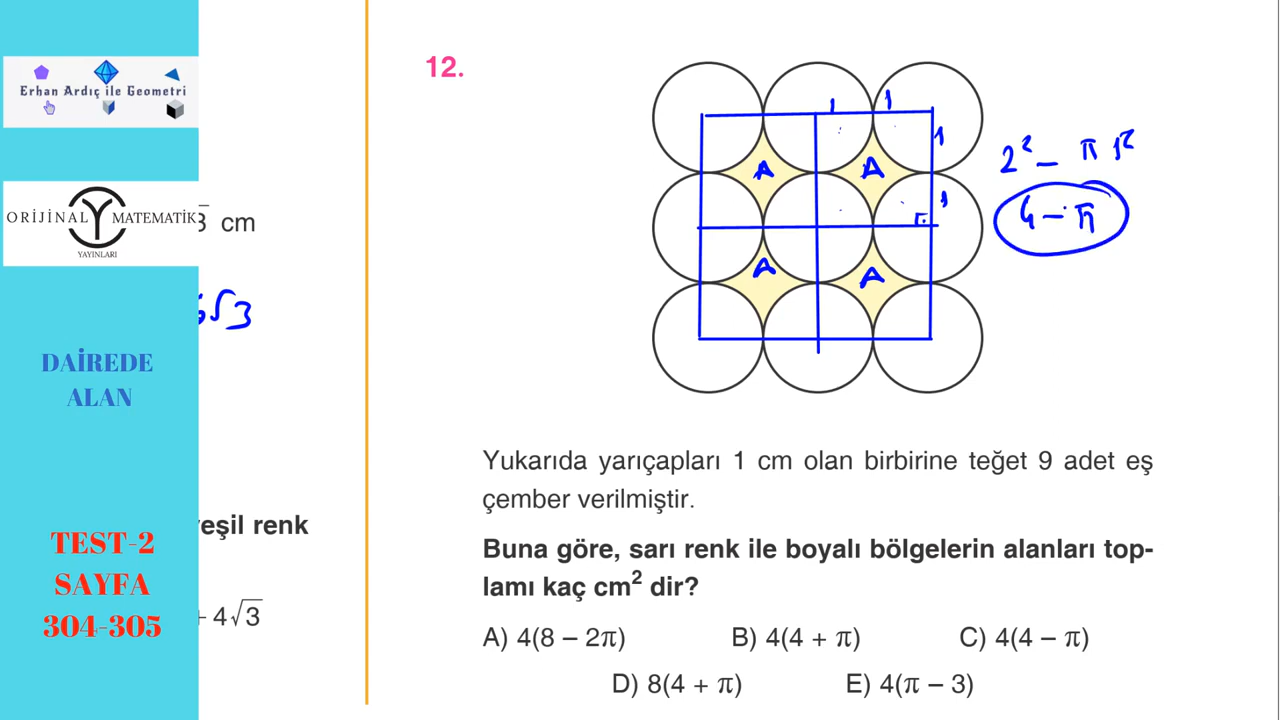 Erhan Ardıç ile Geometri
ORİJİNAL MATEMATİK
YAYINLARI
DAİREDE
ALAN
TEST-2
SAYFA
304-305
3 cm
6√3
eşil renk
+ 4√3
12.
1 1
1
1
A A
A A
2² − π 1²
4 − π
Yukarıda yarıçapları 1 cm olan birbirine teğet 9 adet eş
çember verilmiştir.
Buna göre, sarı renk ile boyalı bölgelerin alanları top-
lamı kaç cm² dir?
A) 4(8 – 2π) B) 4(4 + π) C) 4(4 – π)
D) 8(4 + π) E) 4(π – 3)